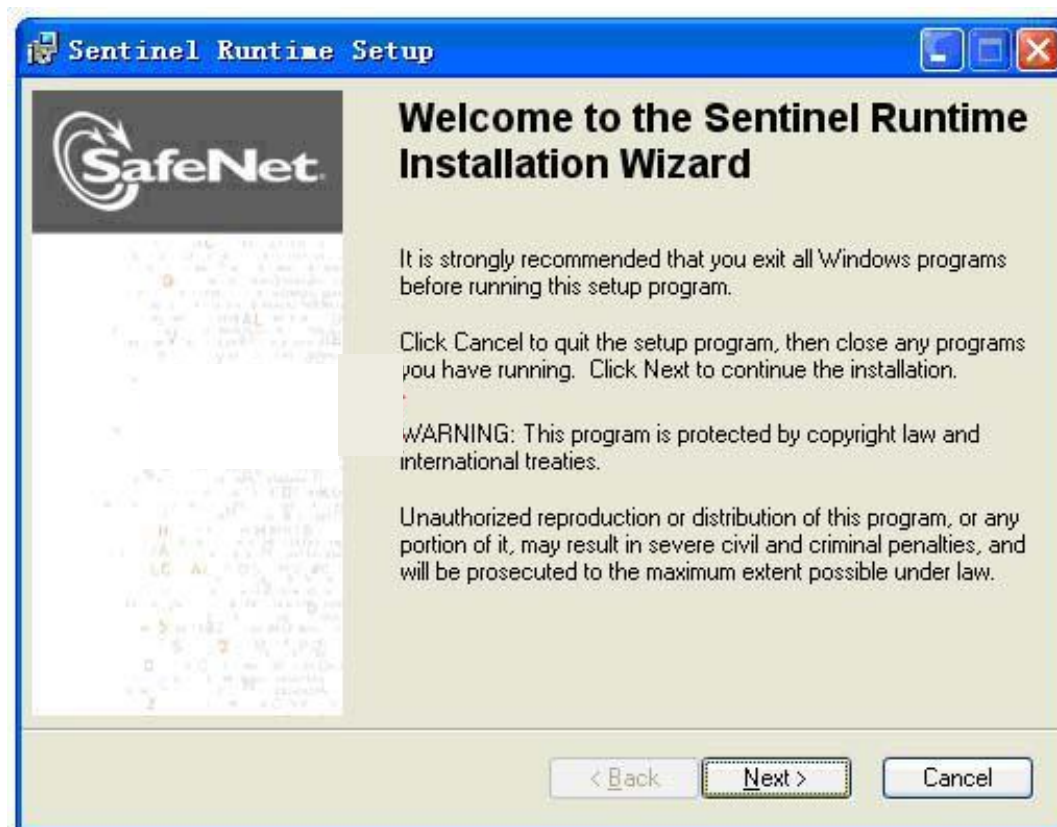 Sentinel Runtime Setup
SafeNet.
Welcome to the Sentinel Runtime
Installation Wizard
It is strongly recommended that you exit all Windows programs
before running this setup program.
Click Cancel to quit the setup program, then close any programs
you have running. Click Next to continue the installation.
WARNING: This program is protected by copyright law and
international treaties.
Unauthorized reproduction or distribution of this program, or any
portion of it, may result in severe civil and criminal penalties, and
will be prosecuted to the maximum extent possible under law.
< Back
Next >
Cancel